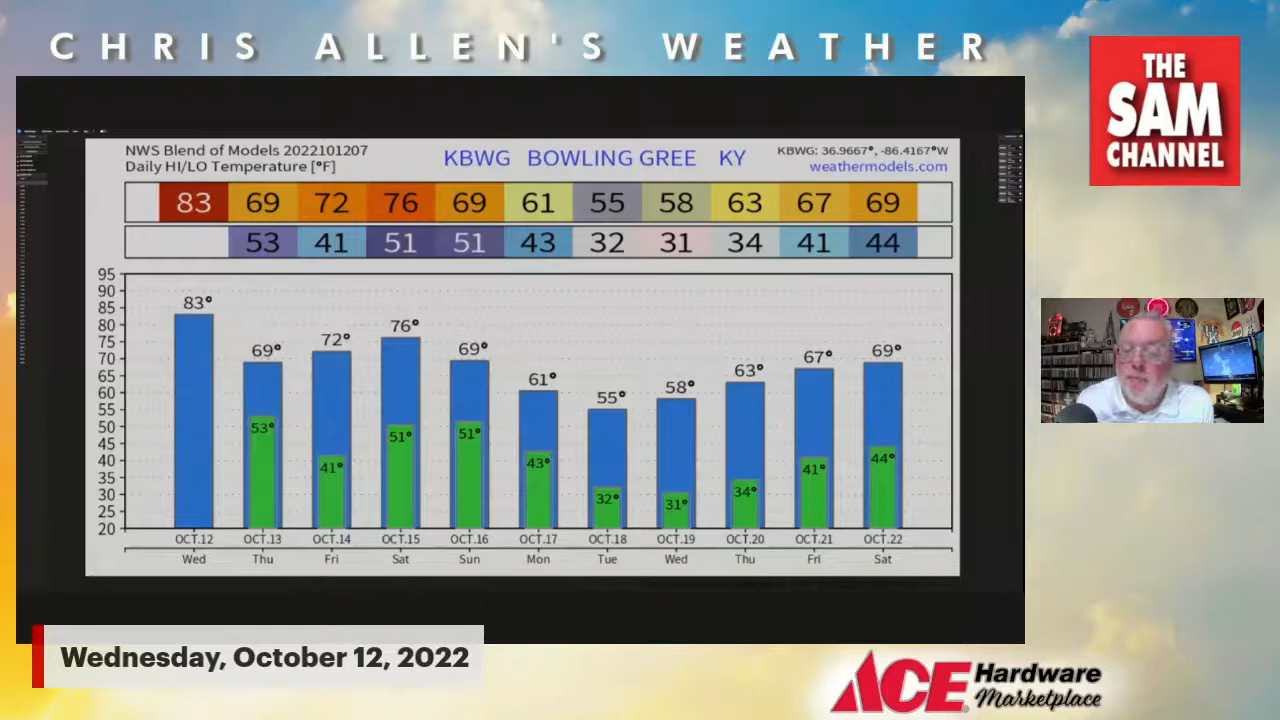 CHRIS ALLEN'S WEATHER
THE
SAM
CHANNEL
NWS Blend of Models 2022101207
Daily HI/LO Temperature [°F]
KBWG BOWLING GREE KY
KBWG: 36.9667°, -86.4167°W
weathermodels.com
83 69 72 76 69 61 55 58 63 67 69
53 41 51 51 43 32 31 34 41 44
95
90
85
80
75
70
65
60
55
50
45
40
35
30
25
20
83° 69° 72° 76° 69° 61° 55° 58° 63° 67° 69°
53° 41° 51° 51° 43° 32° 31° 34° 41° 44°
OCT.12 OCT.13 OCT.14 OCT.15 OCT.16 OCT.17 OCT.18 OCT.19 OCT.20 OCT.21 OCT.22
Wed Thu Fri Sat Sun Mon Tue Wed Thu Fri Sat
Wednesday, October 12, 2022
ACE Hardware
Marketplace